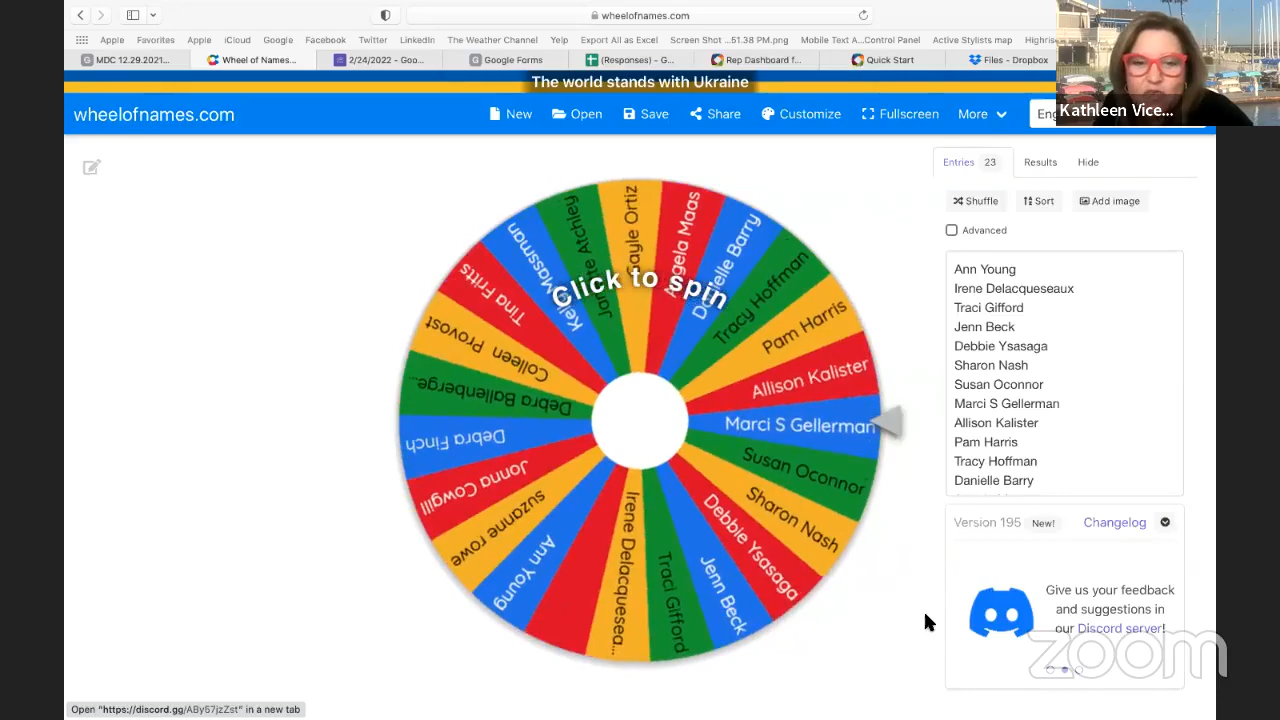 wheelofnames.com
Apple Favorites Apple iCloud Google Facebook Twitter LinkedIn The Weather Channel Yelp Export All as Excel Screen Shot ...51.38 PM.png Mobile Text A...Control Panel Active Stylists map Highris
MDC 12.29.2021... Wheel of Names... 2/24/2022 - Goo... Google Forms (Responses) - G... Rep Dashboard f... Quick Start Files - Dropbox
Kathleen Vice...
The world stands with Ukraine
wheelofnames.com New Open Save Share Customize Fullscreen More Eng
Entries 23 Results Hide
Shuffle Sort Add image
Advanced
Ann Young
Irene Delacqueseaux
Traci Gifford
Jenn Beck
Debbie Ysasaga
Sharon Nash
Susan Oconnor
Marci S Gellerman
Allison Kalister
Pam Harris
Tracy Hoffman
Danielle Barry
Click to spin
Gayle Ortiz
Angela Maas
Danielle Barry
Tracy Hoffman
Pam Harris
Allison Kalister
Marci S Gellerman
Susan Oconnor
Sharon Nash
Debbie Ysasaga
Jenn Beck
Traci Gifford
Irene Delacquesea...
Ann Young
suzanne rowe
Jonna Cowgill
Debra Finch
Debra Ballenberge...
Colleen Provost
Tina Fritts
Massman
Atchley
Version 195 New! Changelog
Give us your feedback
and suggestions in
our Discord server!
zoom
Open "https://discord.gg/ABy57jzZst" in a new tab